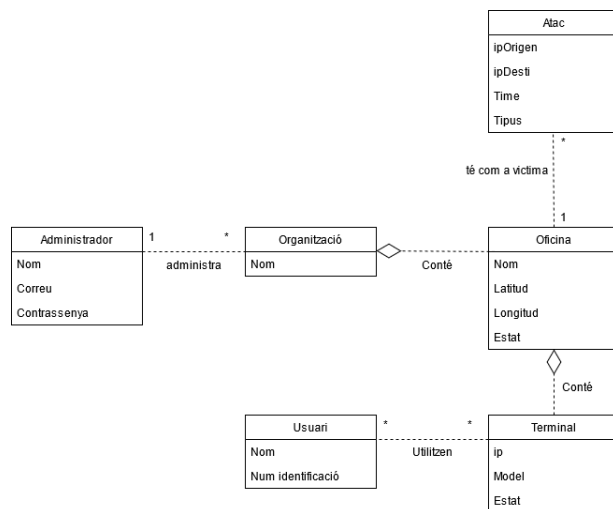 Atac
ipOrigen
ipDesti
Time
Tipus
*
té com a victima
1
Administrador
Nom
Correu
Contrassenya
1
*
administra
Organització
Nom
Conté
Oficina
Nom
Latitud
Longitud
Estat
Conté
Usuari
Nom
Num identificació
*
*
Utilitzen
Terminal
ip
Model
Estat